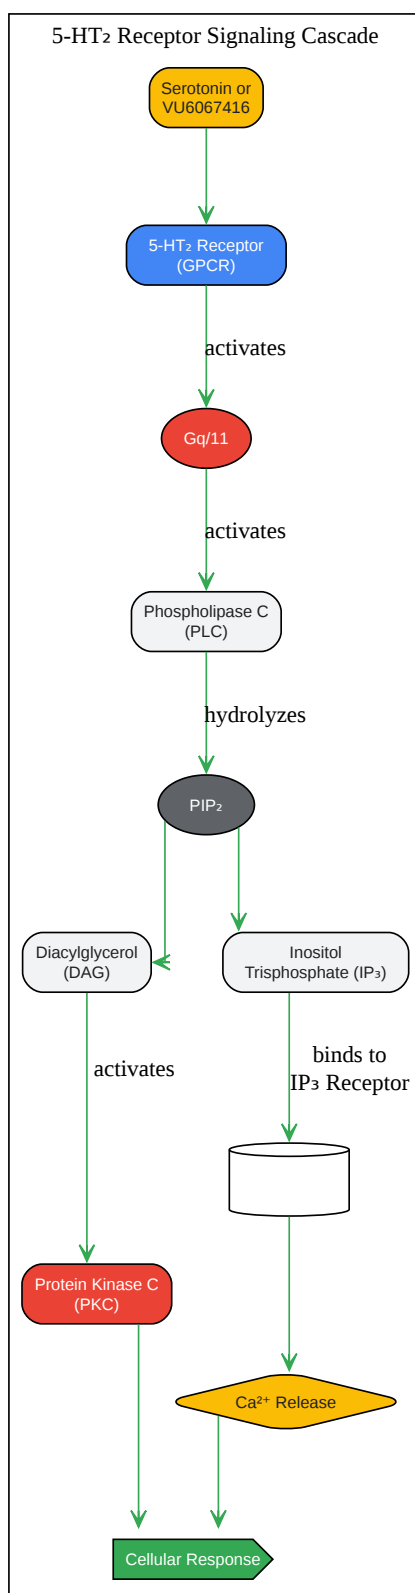 5-HT₂ Receptor Signaling Cascade
Serotonin or
VU6067416
5-HT₂ Receptor
(GPCR)
activates
Gq/11
activates
Phospholipase C
(PLC)
hydrolyzes
PIP₂
Diacylglycerol
(DAG)
Inositol
Trisphosphate (IP₃)
activates
binds to
IP₃ Receptor
Protein Kinase C
(PKC)
Ca²⁺ Release
Cellular Response